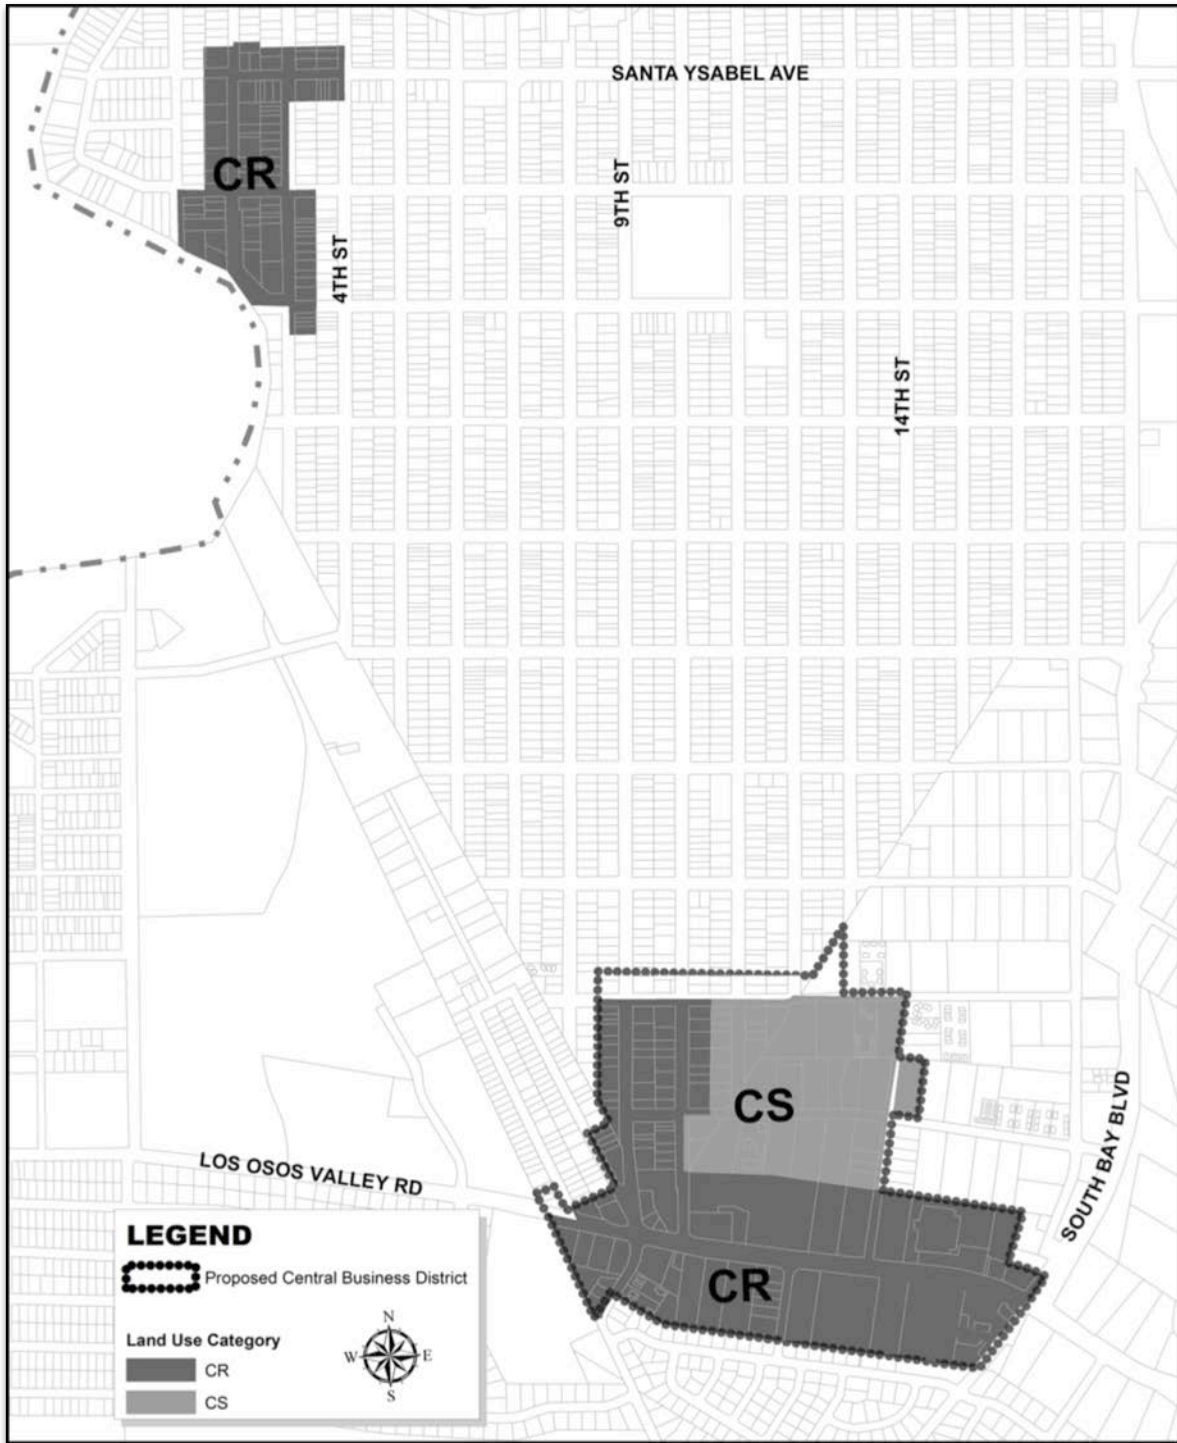 SANTA YSABEL AVE
CR
9TH ST
4TH ST
14TH ST
CS
SOUTH BAY BLVD
LOS OSOS VALLEY RD
CR
LEGEND
Proposed Central Business District
Land Use Category
CR
CS
N
W E
S